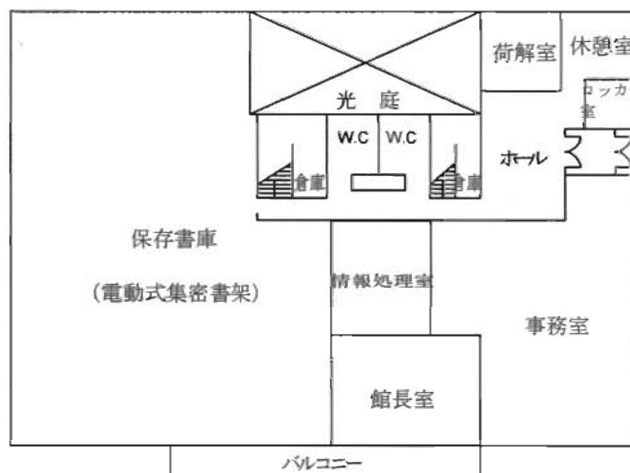 荷解室
休憩室
ロッカー
室
光 庭
W.C
W.C
ホール
倉庫
倉庫
保存書庫
(電動式集密書架)
情報処理室
事務室
館長室
バルコニー